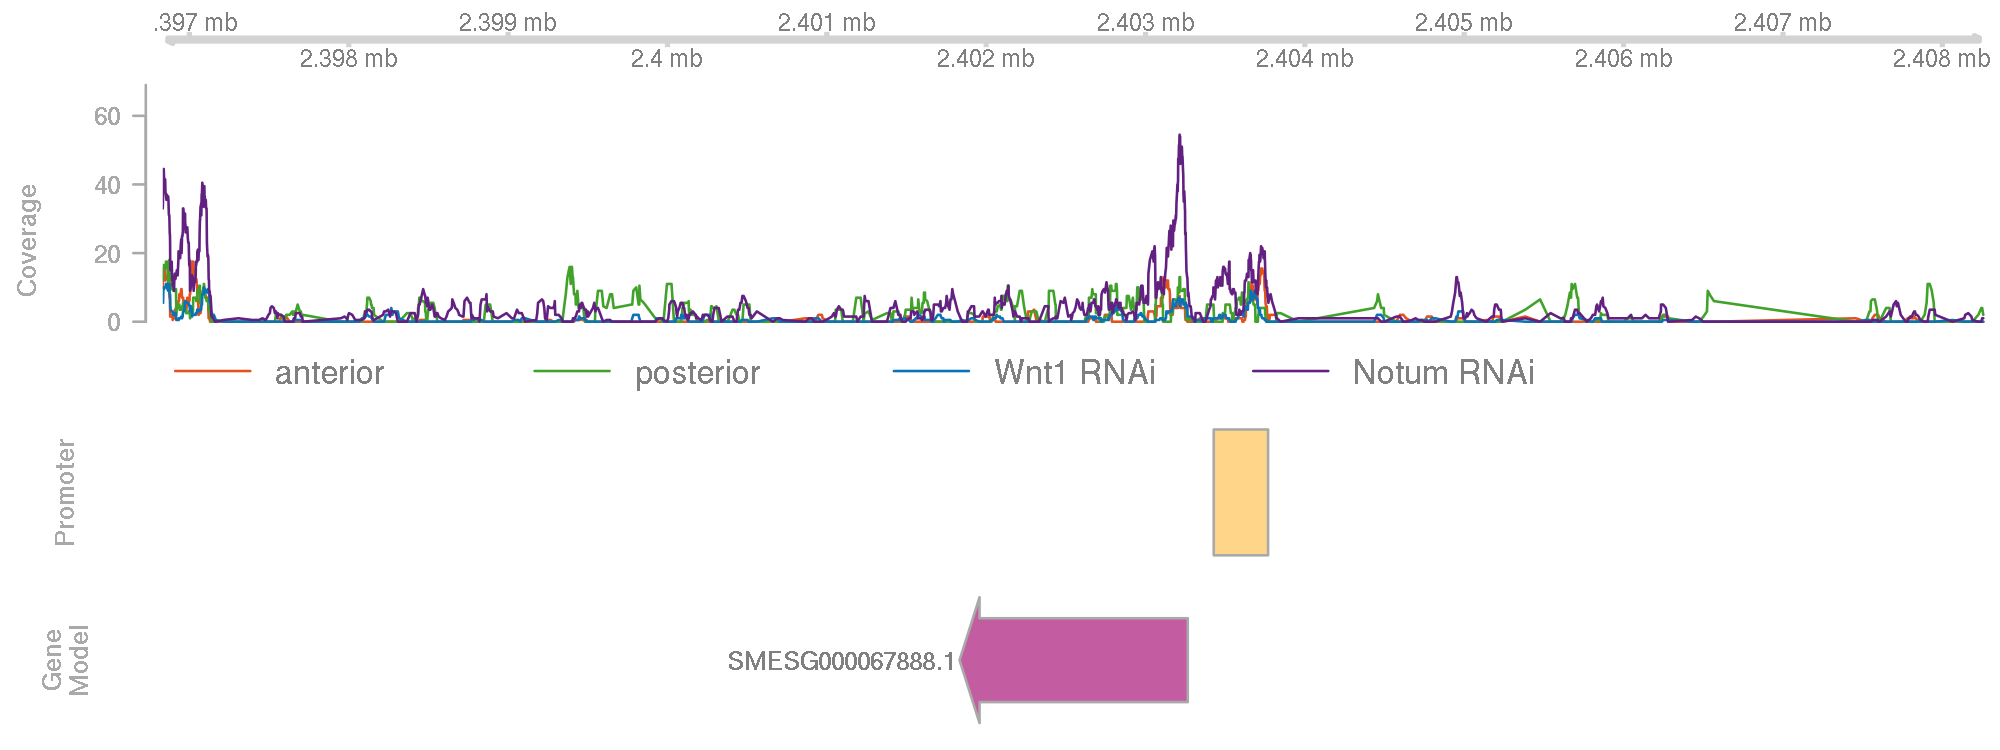 .397 mb 2.399 mb 2.401 mb 2.403 mb 2.405 mb 2.407 mb
2.398 mb 2.4 mb 2.402 mb 2.404 mb 2.406 mb 2.408 mb
Coverage
60
40
20
0
anterior posterior Wnt1 RNAi Notum RNAi
Promoter
Gene
Model
SMESG000067888.1